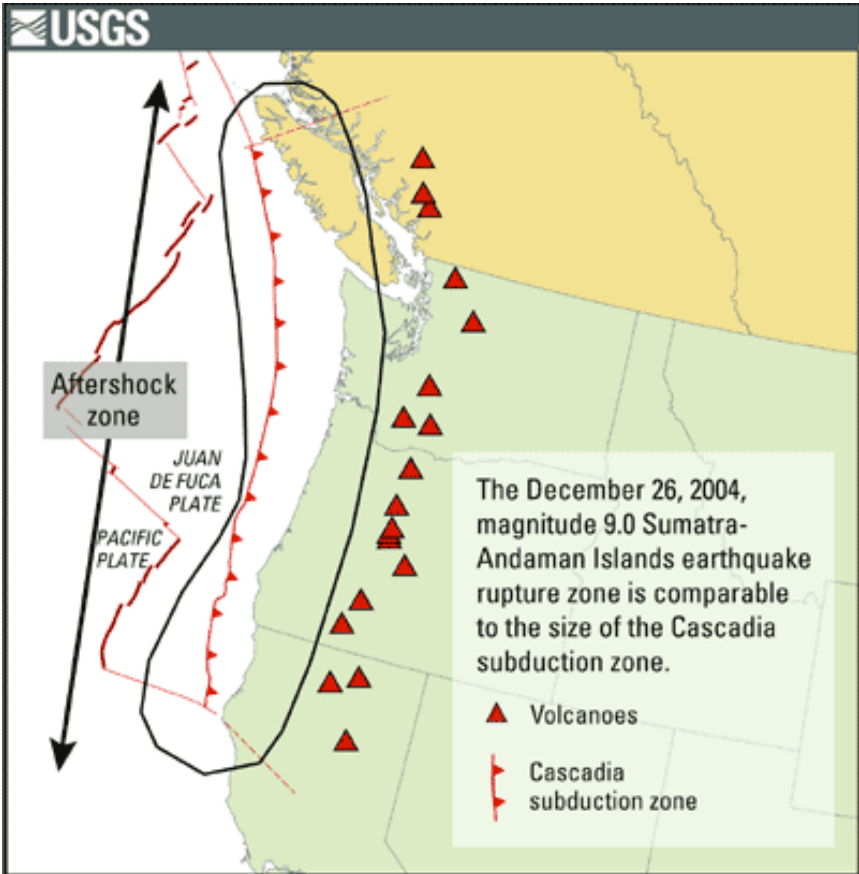 USGS
Aftershock
zone
JUAN
DE FUCA
PLATE
PACIFIC
PLATE
The December 26, 2004,
magnitude 9.0 Sumatra-
Andaman Islands earthquake
rupture zone is comparable
to the size of the Cascadia
subduction zone.
Volcanoes
Cascadia
subduction zone